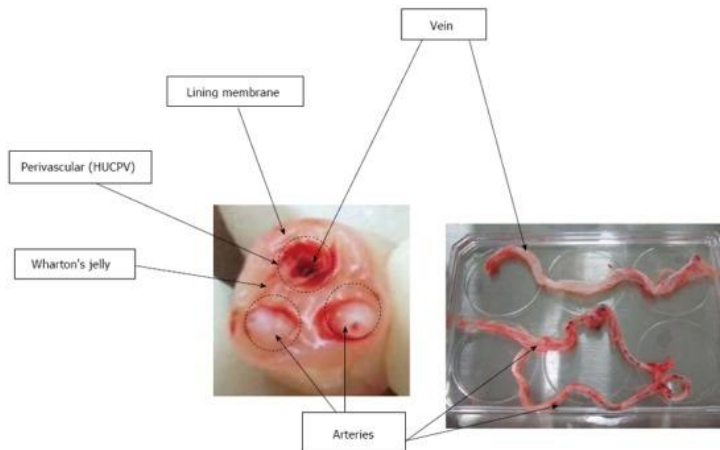 Vein
Lining membrane
Perivascular (HUCPV)
Wharton's jelly
Arteries